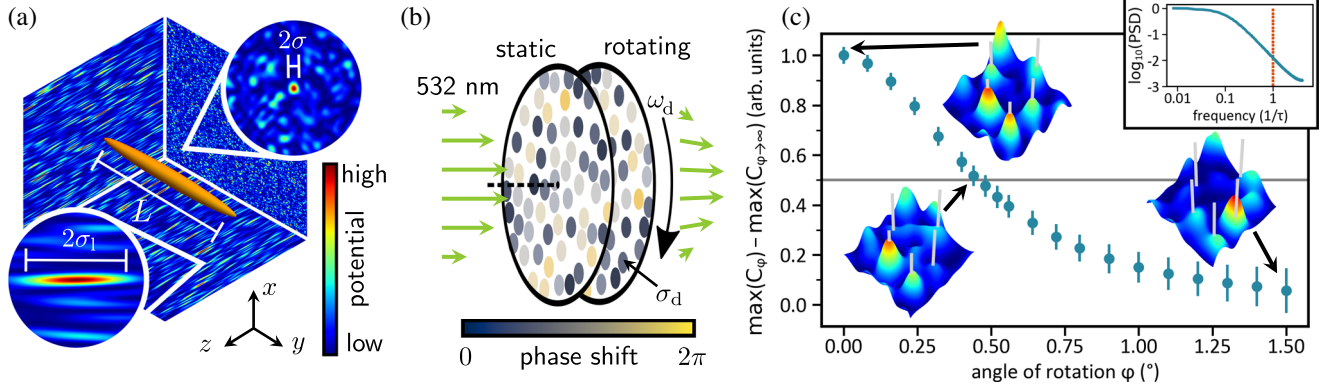 (a)
2σ
L
2σ₁
high
potential
low
x
z
y
(b)
static
rotating
532 nm
ω_d
σ_d
0
phase shift
2π
(c)
max(C_φ) − max(C_φ→∞) (arb. units)
1.0
0.8
0.6
0.4
0.2
0.0
0.00
0.25
0.50
0.75
1.00
1.25
1.50
angle of rotation φ (°)
log₁₀(PSD)
0
-1
-2
-3
0.01
0.1
1
frequency (1/τ)